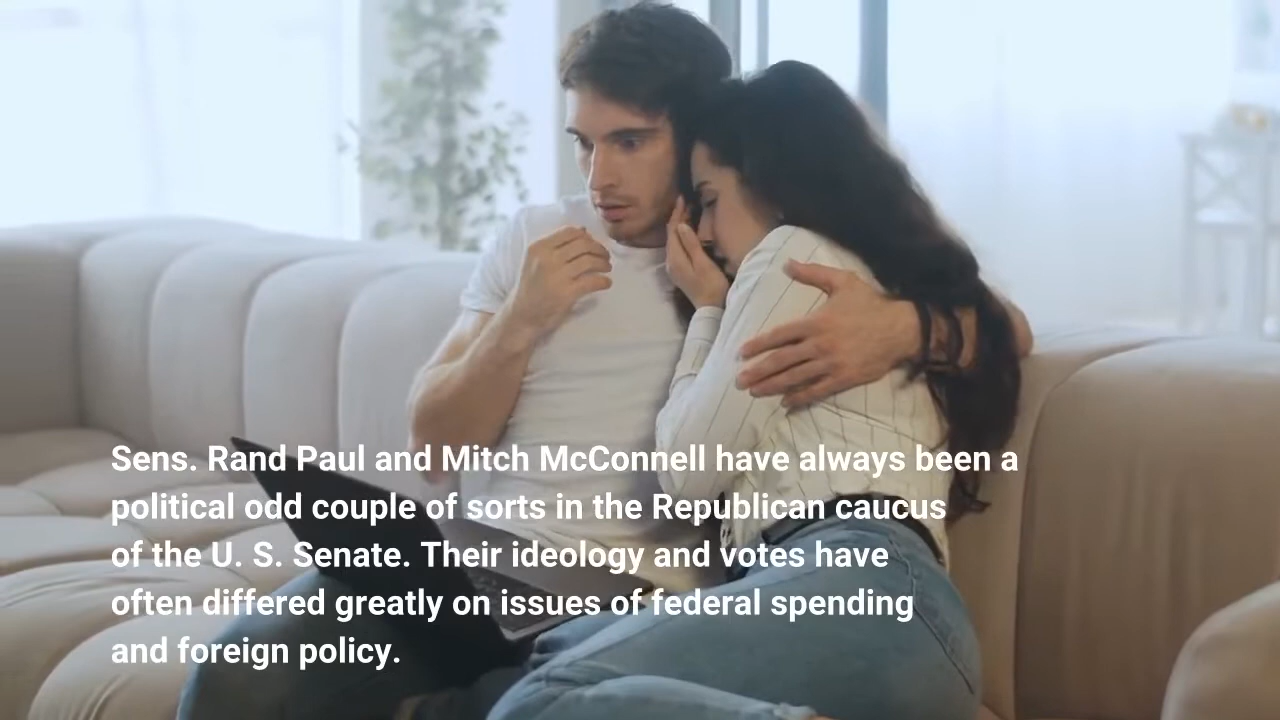 Sens. Rand Paul and Mitch McConnell have always been a
political odd couple of sorts in the Republican caucus
of the U. S. Senate. Their ideology and votes have
often differed greatly on issues of federal spending
and foreign policy.